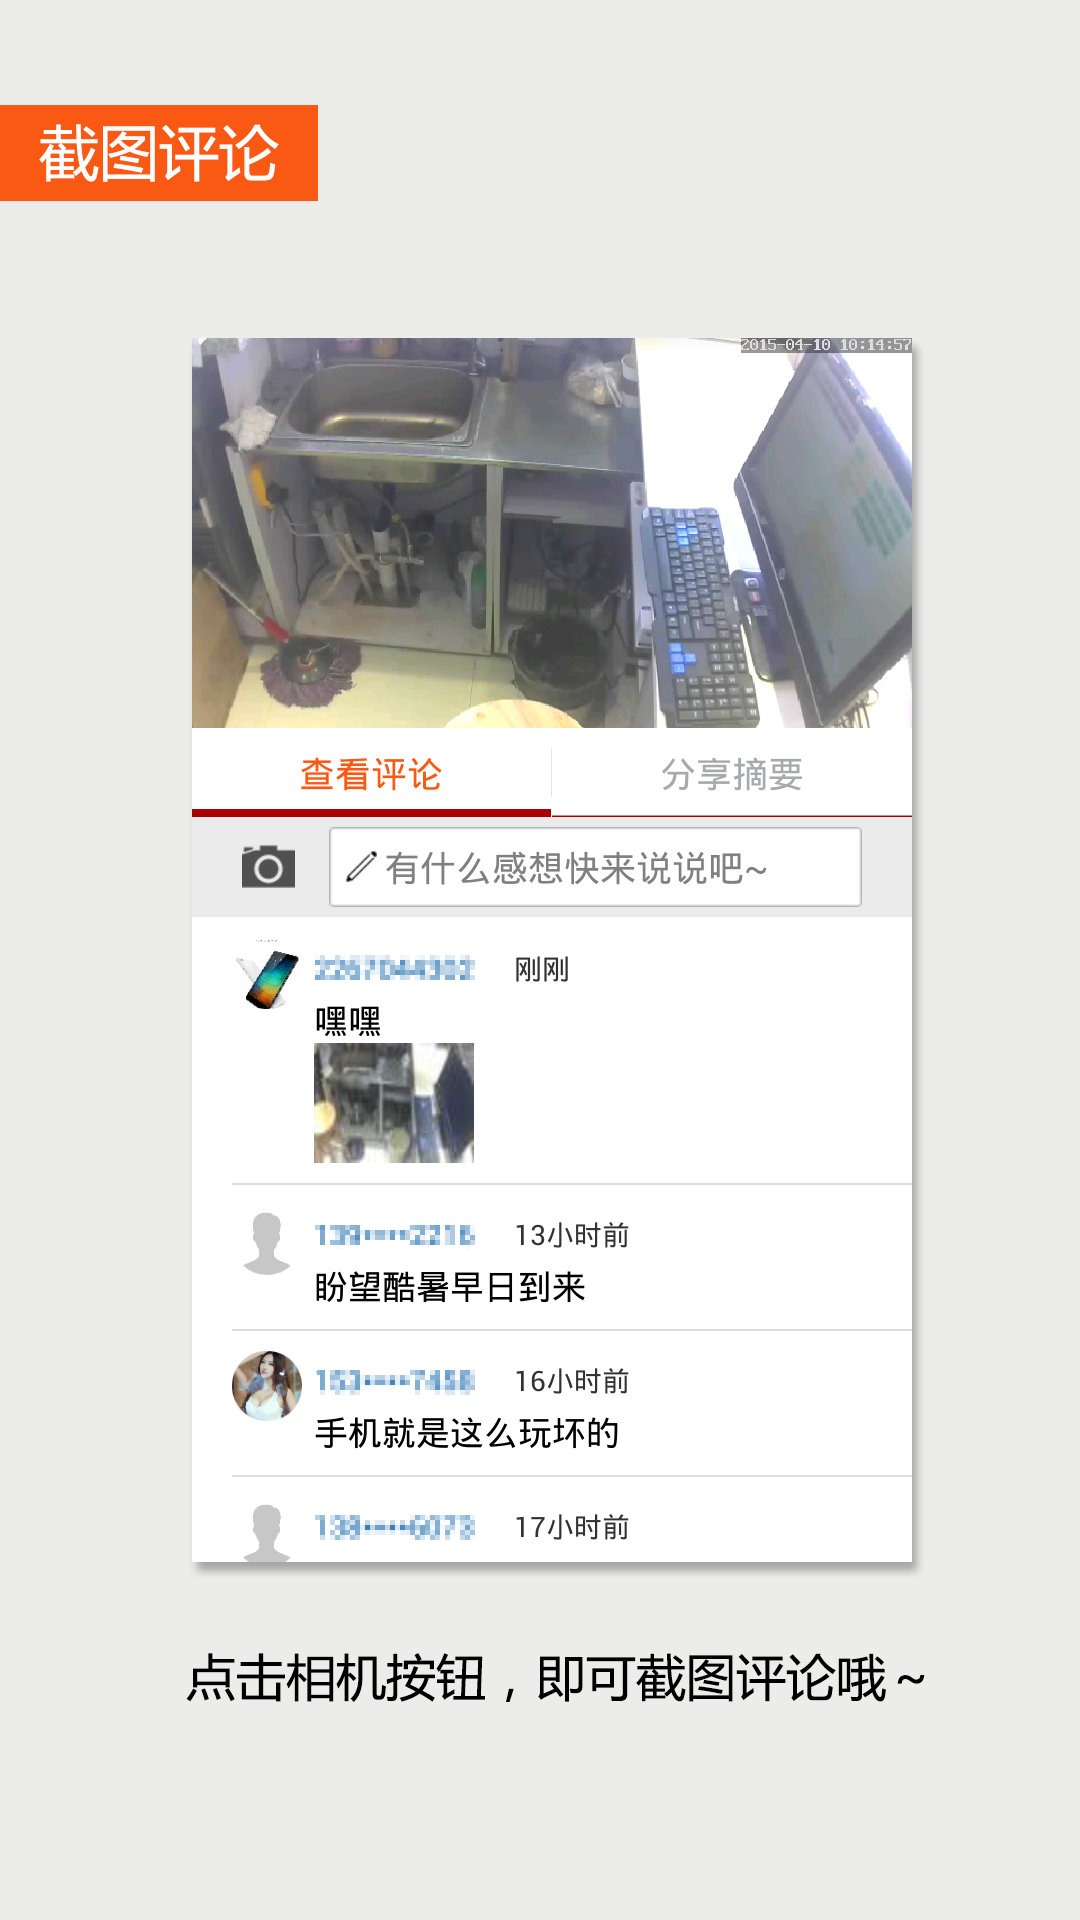 截图评论
2015-04-10 10:14:57
查看评论
分享摘要
有什么感想快来说说吧~
刚刚
嘿嘿
13小时前
盼望酷暑早日到来
16小时前
手机就是这么玩坏的
17小时前
点击相机按钮，即可截图评论哦~